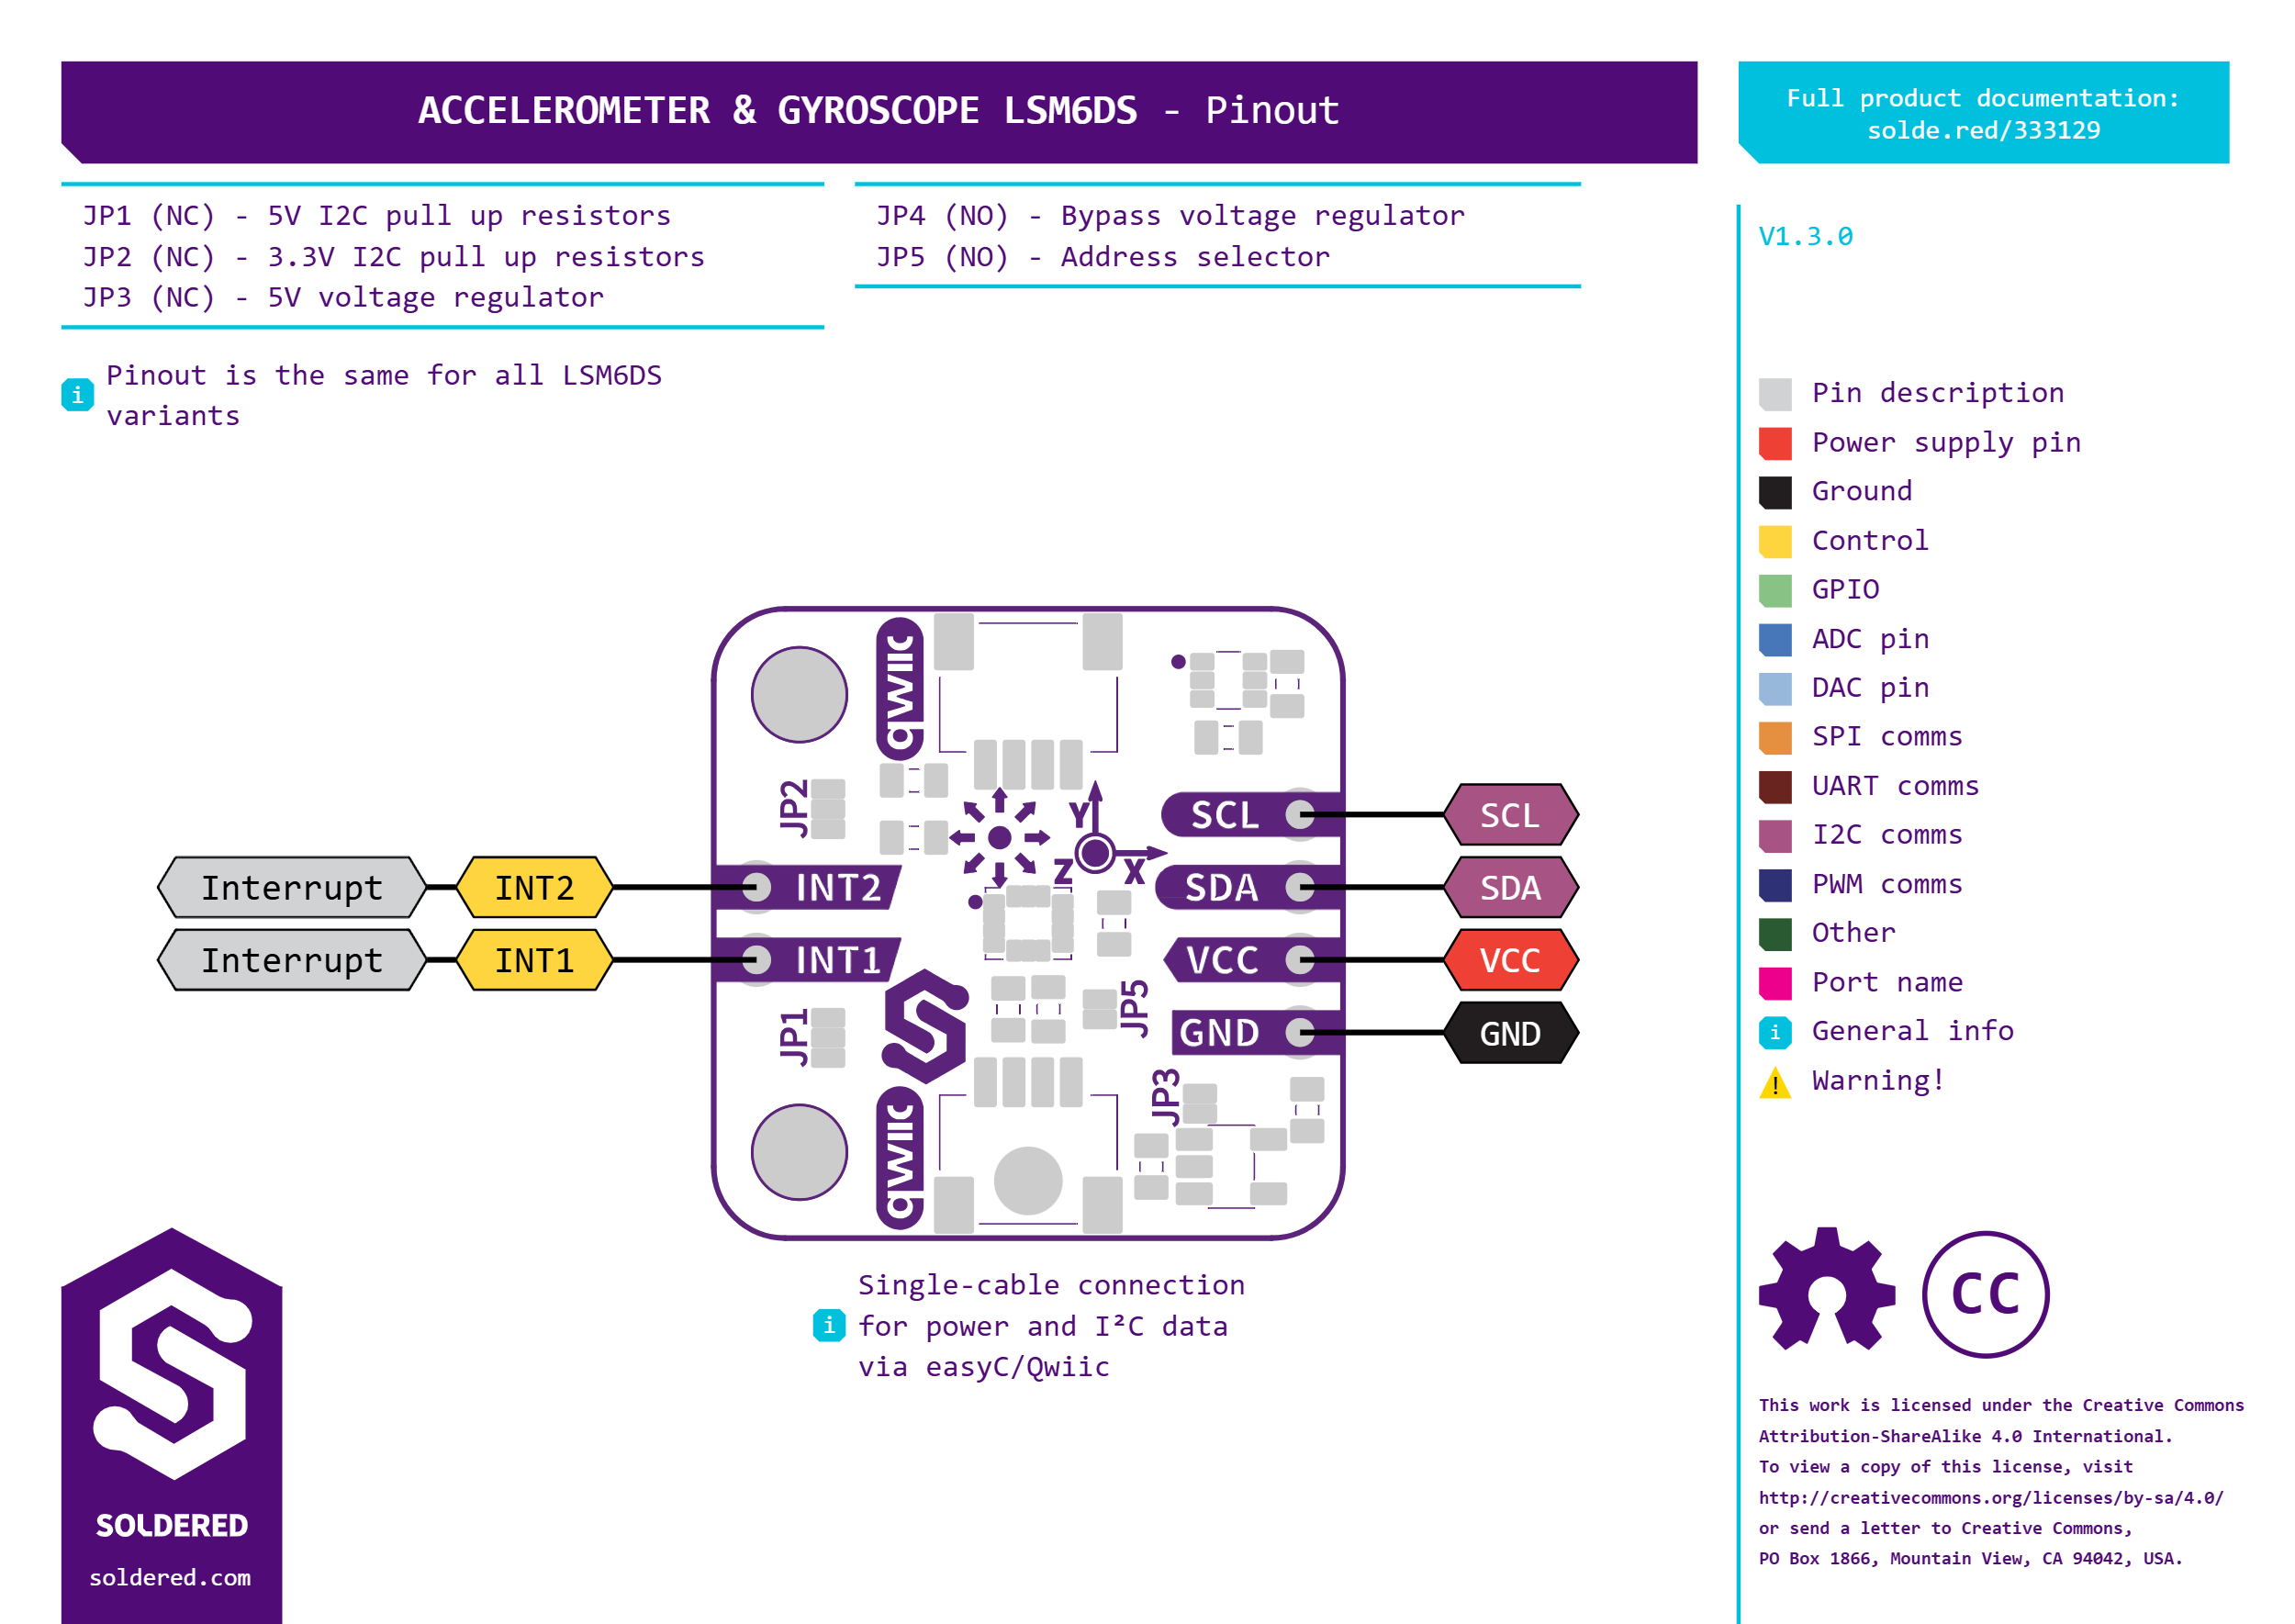 ACCELEROMETER & GYROSCOPE LSM6DS - Pinout
Full product documentation:
solde.red/333129
JP1 (NC) - 5V I2C pull up resistors
JP2 (NC) - 3.3V I2C pull up resistors
JP3 (NC) - 5V voltage regulator
JP4 (NO) - Bypass voltage regulator
JP5 (NO) - Address selector
V1.3.0
i
Pinout is the same for all LSM6DS
variants
Pin description
Power supply pin
Ground
Control
GPIO
ADC pin
DAC pin
SPI comms
UART comms
I2C comms
PWM comms
Other
Port name
i General info
! Warning!
qwiic
JP2
Y
Z
X
SCL
SCL
Interrupt
INT2
INT2
SDA
SDA
Interrupt
INT1
INT1
VCC
VCC
JP1
JP5
GND
GND
JP3
qwiic
i
Single-cable connection
for power and I²C data
via easyC/Qwiic
SOLDERED
soldered.com
CC
This work is licensed under the Creative Commons
Attribution-ShareAlike 4.0 International.
To view a copy of this license, visit
http://creativecommons.org/licenses/by-sa/4.0/
or send a letter to Creative Commons,
PO Box 1866, Mountain View, CA 94042, USA.